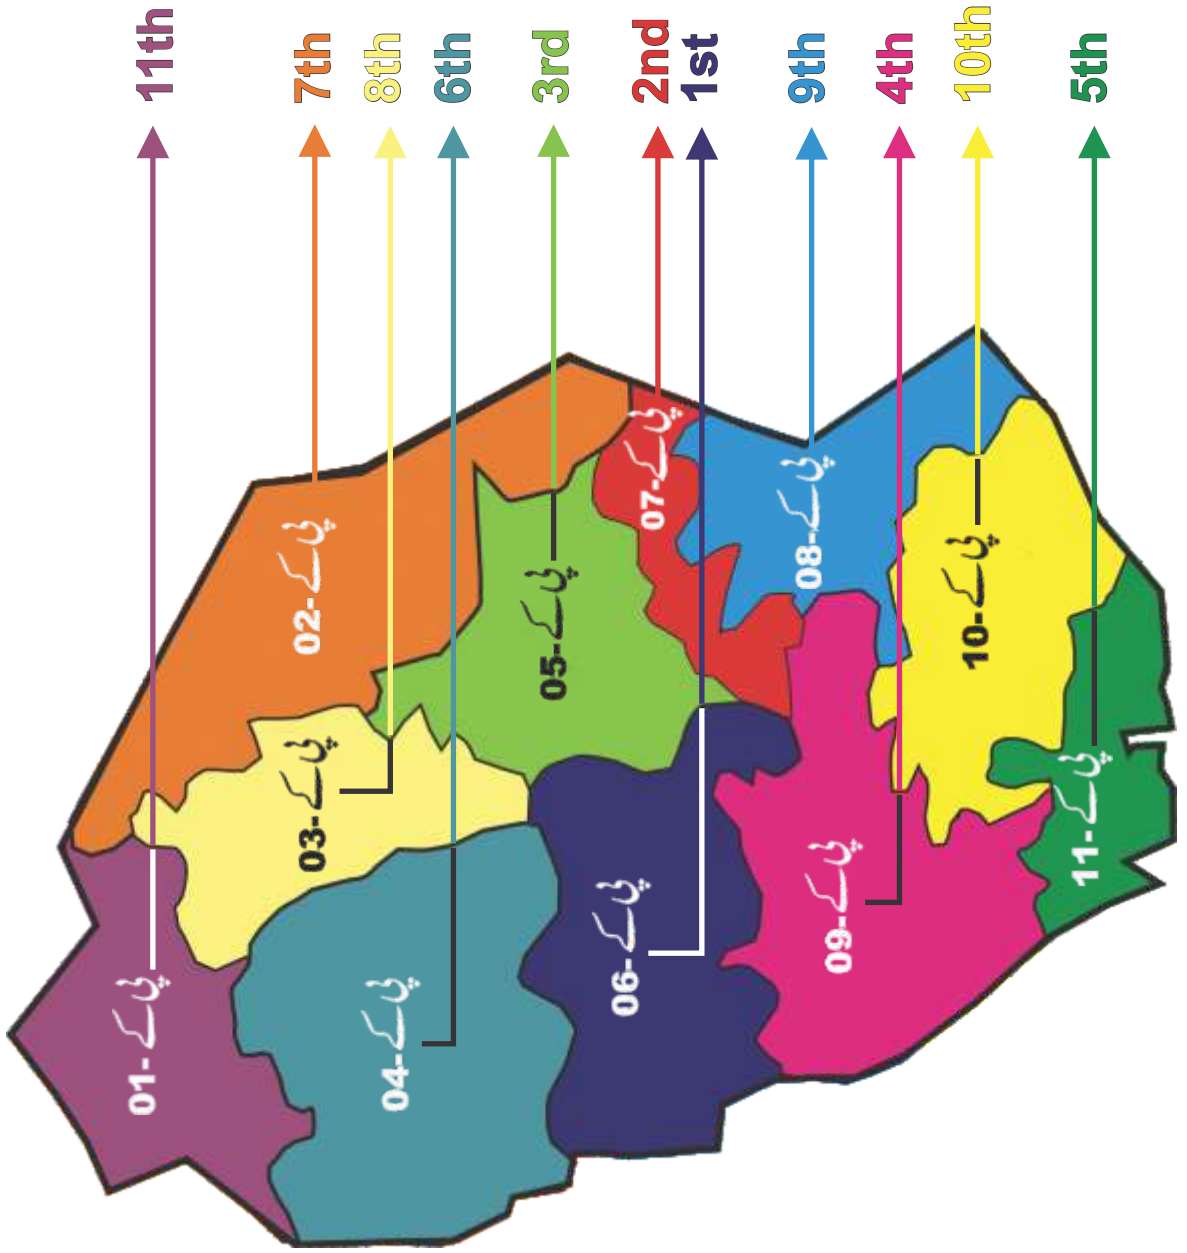 11th
7th
8th
6th
3rd
2nd
1st
9th
4th
10th
5th
پی کے-01
پی کے-02
پی کے-03
پی کے-04
پی کے-05
پی کے-06
پی کے-07
پی کے-08
پی کے-09
پی کے-10
پی کے-11